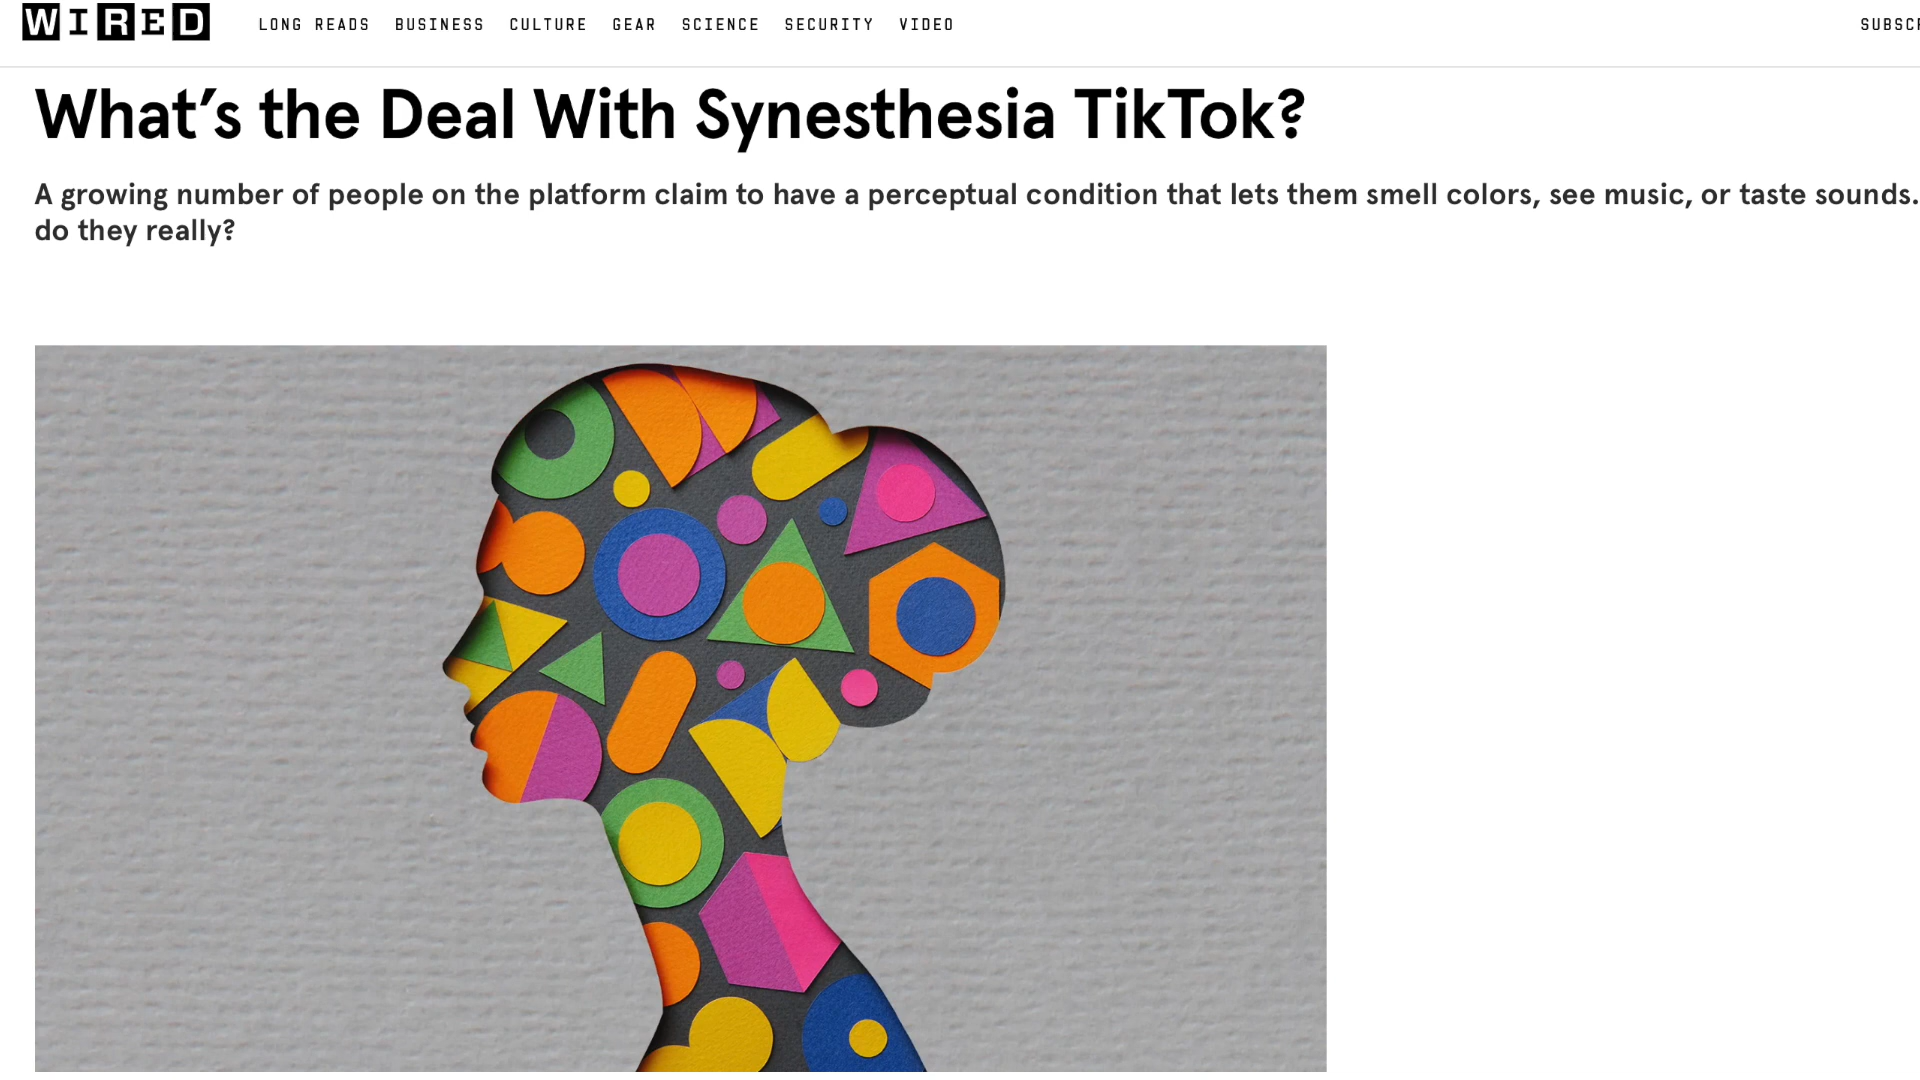 WIRED
LONG READS BUSINESS CULTURE GEAR SCIENCE SECURITY VIDEO
What’s the Deal With Synesthesia TikTok?
A growing number of people on the platform claim to have a perceptual condition that lets them smell colors, see music, or taste sounds.
do they really?